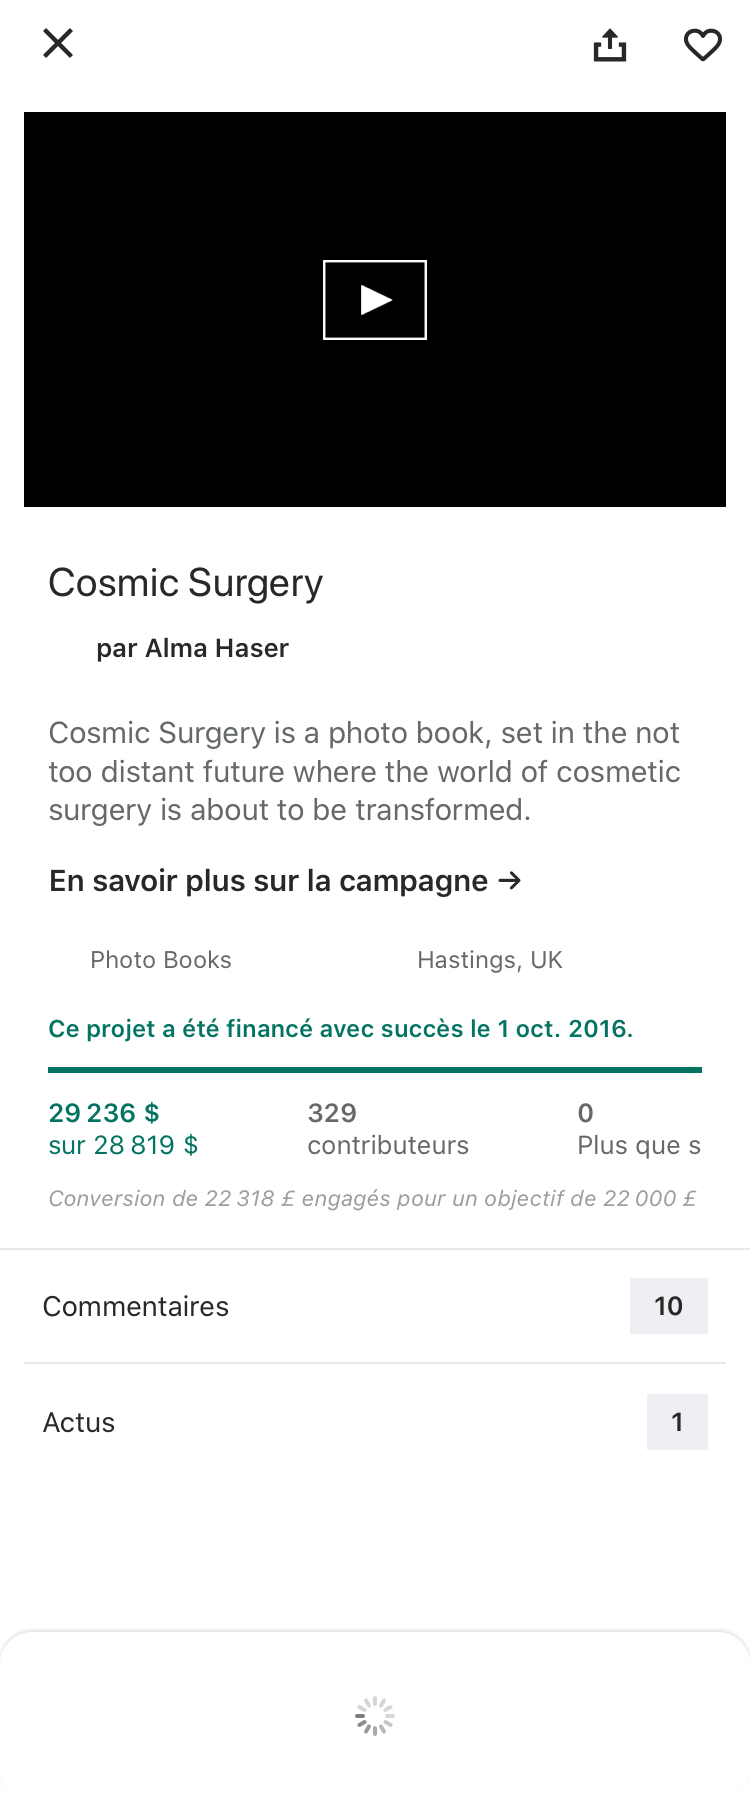 Cosmic Surgery
par Alma Haser
Cosmic Surgery is a photo book, set in the not
too distant future where the world of cosmetic
surgery is about to be transformed.
En savoir plus sur la campagne →
Photo Books Hastings, UK
Ce projet a été financé avec succès le 1 oct. 2016.
29 236 $ 329 0
sur 28 819 $ contributeurs Plus que s
Conversion de 22 318 £ engagés pour un objectif de 22 000 £
Commentaires 10
Actus 1